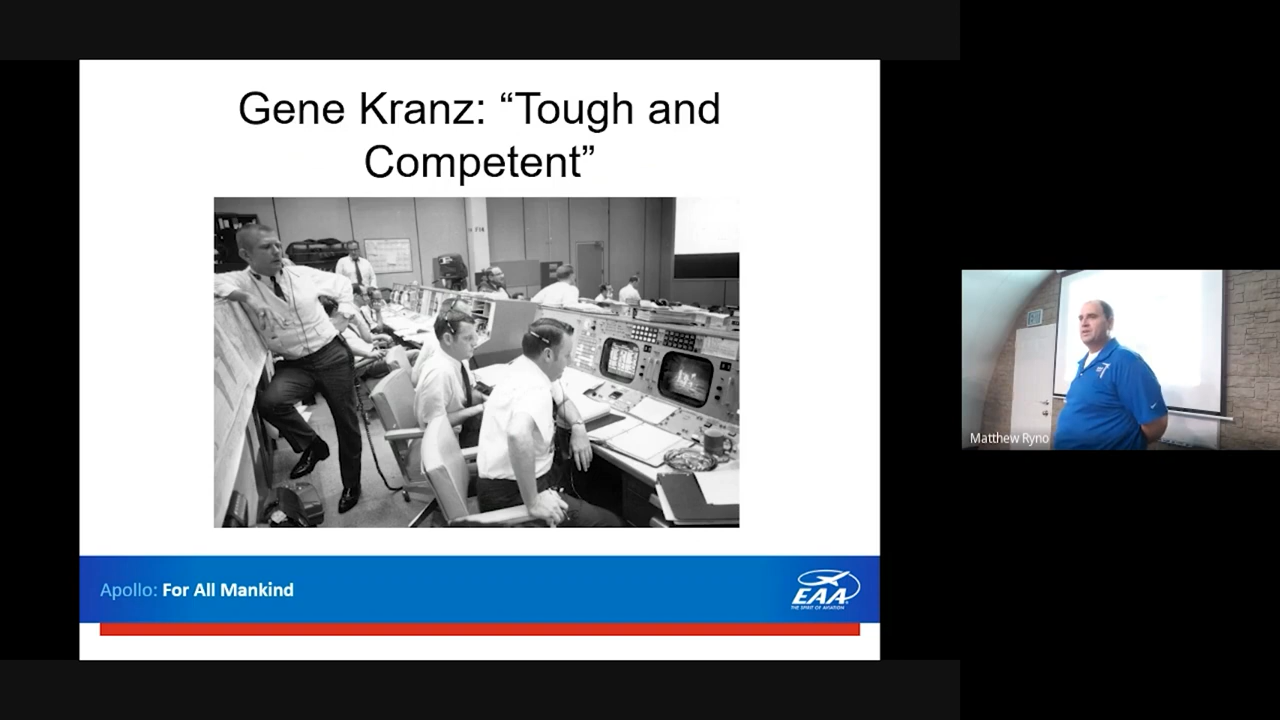 Gene Kranz: “Tough and
Competent”
Apollo: For All Mankind
EAA
THE SPIRIT OF AVIATION
Matthew Ryno